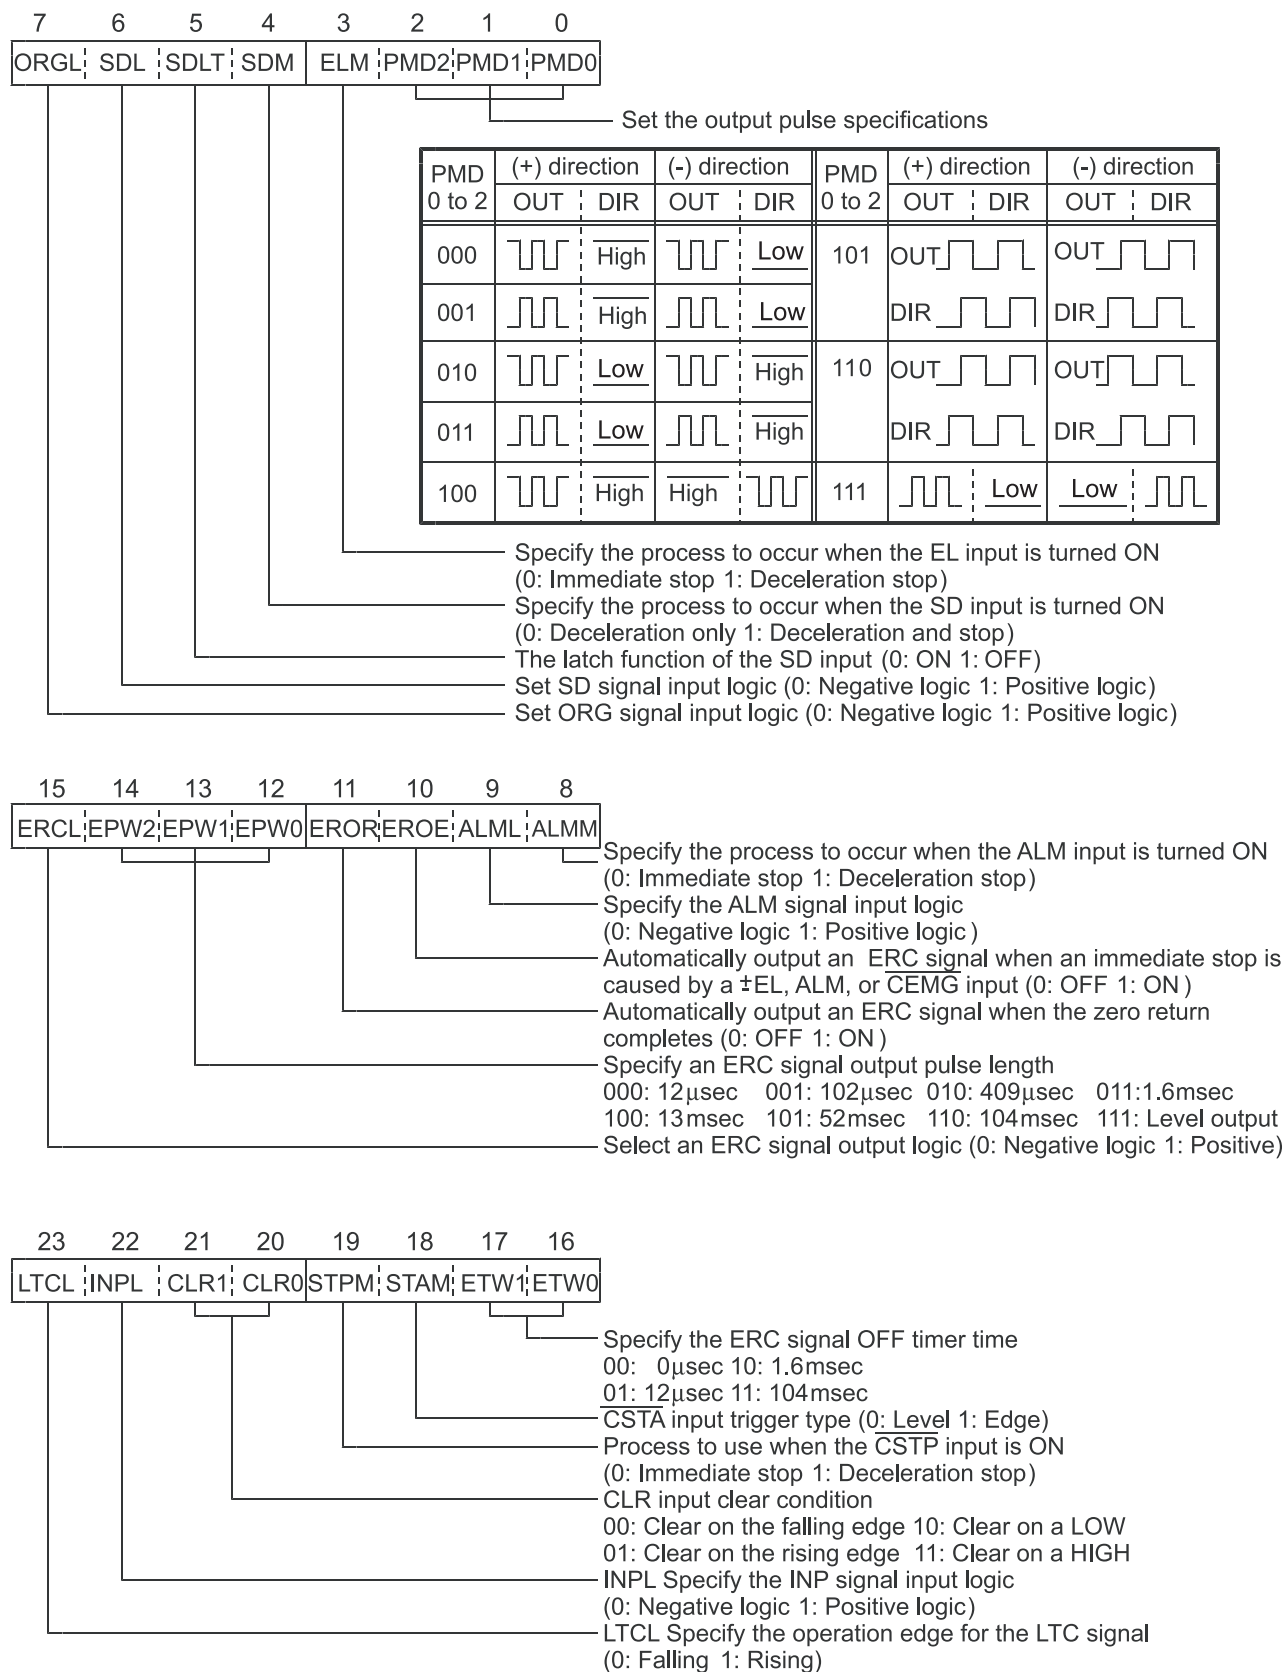 7 6 5 4 3 2 1 0
ORGL SDL SDLT SDM ELM PMD2 PMD1 PMD0
Set the output pulse specifications
PMD 0 to 2 (+) direction (-) direction PMD 0 to 2 (+) direction (-) direction
OUT DIR OUT DIR OUT DIR OUT DIR
000 High Low 101 OUT OUT
001 High Low DIR DIR
010 Low High 110 OUT OUT
011 Low High DIR DIR
100 High High 111 Low Low
Specify the process to occur when the EL input is turned ON
(0: Immediate stop 1: Deceleration stop)
Specify the process to occur when the SD input is turned ON
(0: Deceleration only 1: Deceleration and stop)
The latch function of the SD input (0: ON 1: OFF)
Set SD signal input logic (0: Negative logic 1: Positive logic)
Set ORG signal input logic (0: Negative logic 1: Positive logic)
15 14 13 12 11 10 9 8
ERCL EPW2 EPW1 EPW0 EROR EROE ALML ALMM
Specify the process to occur when the ALM input is turned ON
(0: Immediate stop 1: Deceleration stop)
Specify the ALM signal input logic
(0: Negative logic 1: Positive logic)
Automatically output an ERC signal when an immediate stop is
caused by a ±EL, ALM, or CEMG input (0: OFF 1: ON)
Automatically output an ERC signal when the zero return
completes (0: OFF 1: ON)
Specify an ERC signal output pulse length
000: 12μsec 001: 102μsec 010: 409μsec 011:1.6msec
100: 13msec 101: 52msec 110: 104msec 111: Level output
Select an ERC signal output logic (0: Negative logic 1: Positive)
23 22 21 20 19 18 17 16
LTCL INPL CLR1 CLR0 STPM STAM ETW1 ETW0
Specify the ERC signal OFF timer time
00: 0μsec 10: 1.6msec
01: 12μsec 11: 104msec
CSTA input trigger type (0: Level 1: Edge)
Process to use when the CSTP input is ON
(0: Immediate stop 1: Deceleration stop)
CLR input clear condition
00: Clear on the falling edge 10: Clear on a LOW
01: Clear on the rising edge 11: Clear on a HIGH
INPL Specify the INP signal input logic
(0: Negative logic 1: Positive logic)
LTCL Specify the operation edge for the LTC signal
(0: Falling 1: Rising)